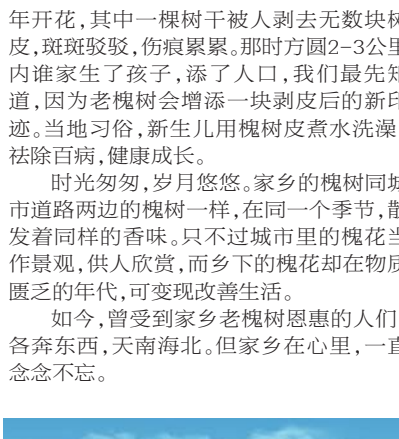 年开花,其中一棵树干被人剥去无数块树
皮,斑斑驳驳,伤痕累累。那时方圆2-3公里
内谁家生了孩子,添了人口,我们最先知
道,因为老槐树会增添一块剥皮后的新印
迹。当地习俗,新生儿用槐树皮煮水洗澡
祛除百病,健康成长。
时光匆匆,岁月悠悠。家乡的槐树同城
市道路两边的槐树一样,在同一个季节,散
发着同样的香味。只不过城市里的槐花当
作景观,供人欣赏,而乡下的槐花却在物质
匮乏的年代,可变现改善生活。
如今,曾受到家乡老槐树恩惠的人们
各奔东西,天南海北。但家乡在心里,一直
念念不忘。